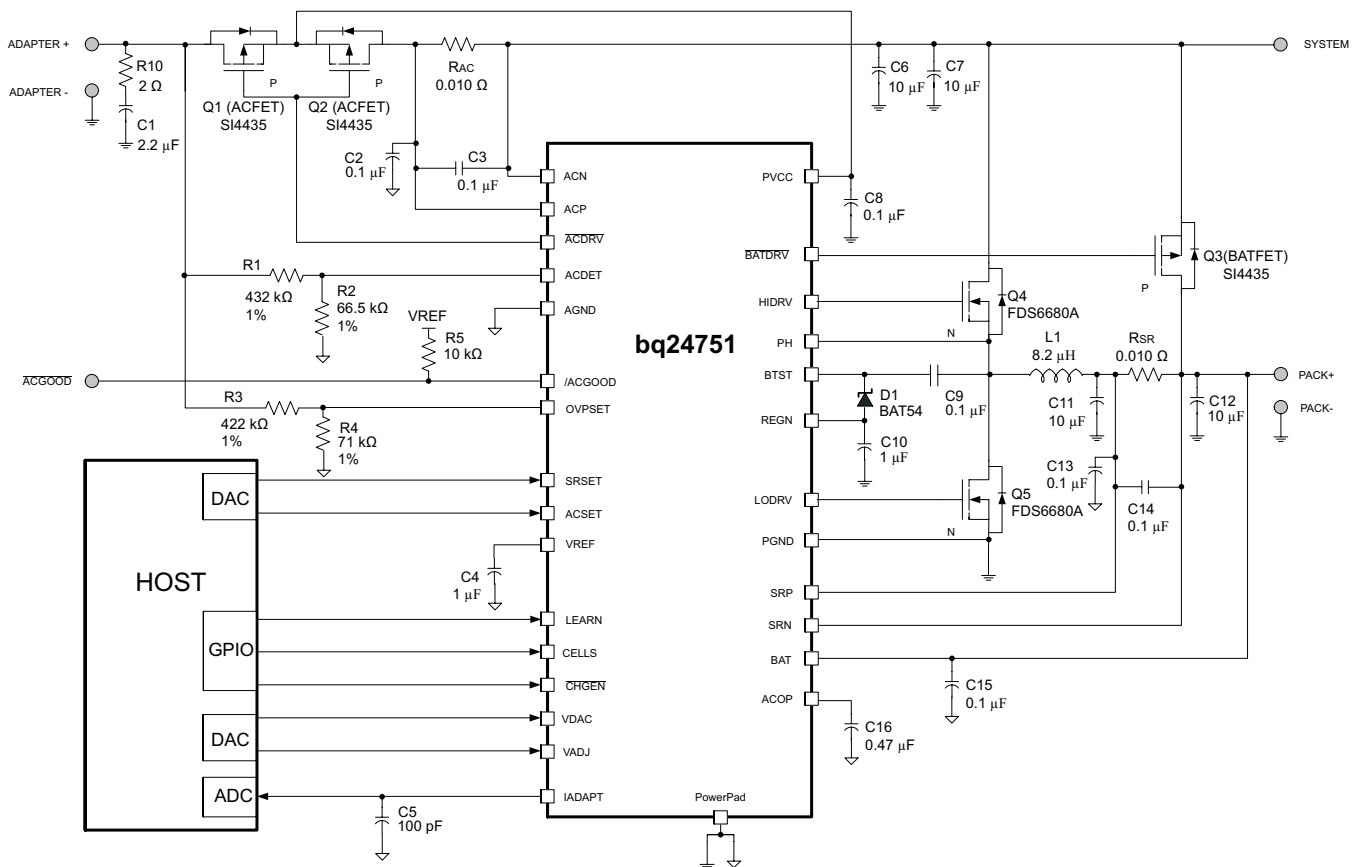 ADAPTER +
ADAPTER -
R10
2 Ω
C1
2.2 µF
P
Q1 (ACFET)
SI4435
P
Q2 (ACFET)
SI4435
RAC
0.010 Ω
C6
10 µF
C7
10 µF
SYSTEM
C2
0.1 µF
C3
0.1 µF
C8
0.1 µF
R1
432 kΩ
1%
R2
66.5 kΩ
1%
VREF
R5
10 kΩ
ACGOOD
R3
422 kΩ
1%
R4
71 kΩ
1%
HOST
DAC
GPIO
DAC
ADC
C4
1 µF
C5
100 pF
bq24751
ACN
ACP
ACDRV
ACDET
AGND
/ACGOOD
OVPSET
SRSET
ACSET
VREF
LEARN
CELLS
CHGEN
VDAC
VADJ
IADAPT
PVCC
BATDRV
HIDRV
PH
BTST
REGN
LODRV
PGND
SRP
SRN
BAT
ACOP
PowerPad
Q3(BATFET)
SI4435
P
Q4
FDS6680A
N
L1
8.2 µH
RSR
0.010 Ω
D1
BAT54
C9
0.1 µF
C10
1 µF
C11
10 µF
C12
10 µF
PACK+
PACK-
Q5
FDS6680A
N
C13
0.1 µF
C14
0.1 µF
C15
0.1 µF
C16
0.47 µF